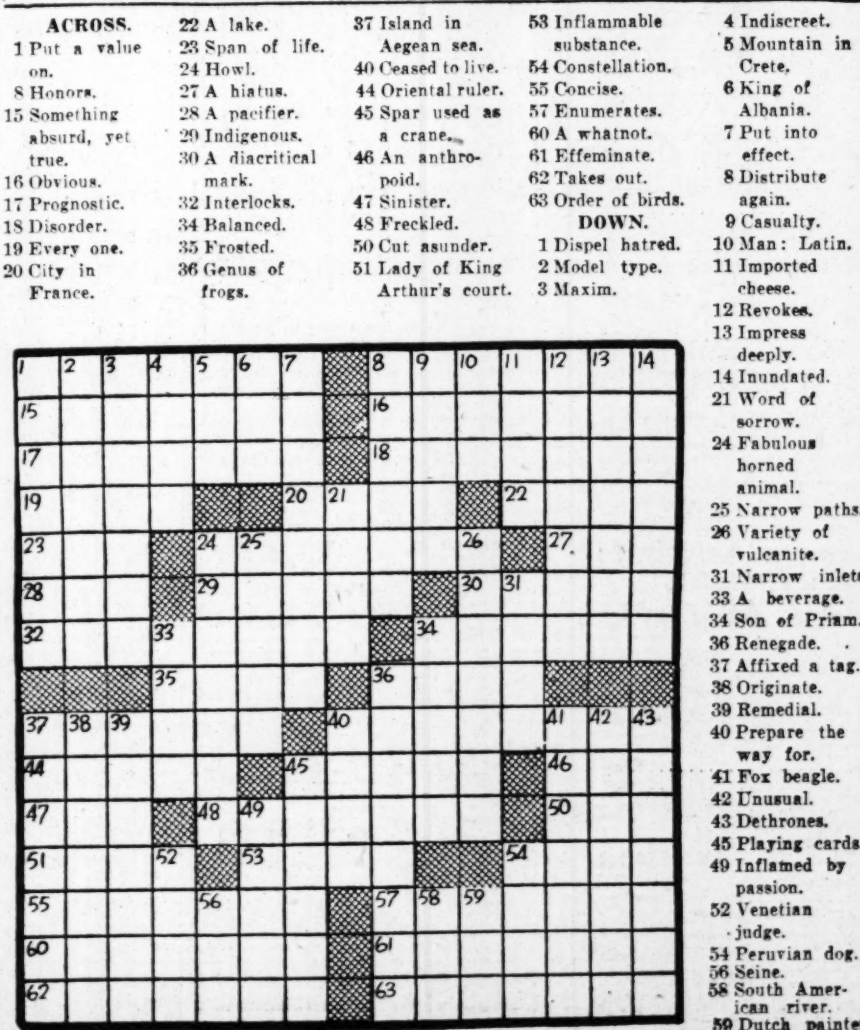 ACROSS.
1 Put a value
on.
8 Honors.
15 Something
absurd, yet
true.
16 Obvious.
17 Prognostic.
18 Disorder.
19 Every one.
20 City in
France.
22 A lake.
23 Span of life.
24 Howl.
27 A hiatus.
28 A pacifier.
29 Indigenous.
30 A diacritical
mark.
32 Interlocks.
34 Balanced.
35 Frosted.
36 Genus of
frogs.
37 Island in
Aegean sea.
40 Ceased to live.
44 Oriental ruler.
45 Spar used as
a crane.
46 An anthro-
poid.
47 Sinister.
48 Freckled.
50 Cut asunder.
51 Lady of King
Arthur's court.
53 Inflammable
substance.
54 Constellation.
55 Concise.
57 Enumerates.
60 A whatnot.
61 Effeminate.
62 Takes out.
63 Order of birds.
DOWN.
1 Dispel hatred.
2 Model type.
3 Maxim.
4 Indiscreet.
5 Mountain in
Crete.
6 King of
Albania.
7 Put into
effect.
8 Distribute
again.
9 Casualty.
10 Man: Latin.
11 Imported
cheese.
12 Revokes.
13 Impress
deeply.
14 Inundated.
21 Word of
sorrow.
24 Fabulous
horned
animal.
25 Narrow paths
26 Variety of
vulcanite.
31 Narrow inlets
33 A beverage.
34 Son of Priam.
36 Renegade.
37 Affixed a tag.
38 Originate.
39 Remedial.
40 Prepare the
way for.
41 Fox beagle.
42 Unusual.
43 Dethrones.
45 Playing cards
49 Inflamed by
passion.
52 Venetian
judge.
54 Peruvian dog.
56 Seine.
58 South Amer-
ican river.
59 Dutch painter
1 2 3 4 5 6 7 8 9 10 11 12 13 14
15 16
17 18
19 20 21 22
23 24 25 26 27
28 29 30 31
32 33 34
35 36
37 38 39 40 41 42 43
44 45 46
47 48 49 50
51 52 53 54
55 56 57 58 59
60 61
62 63